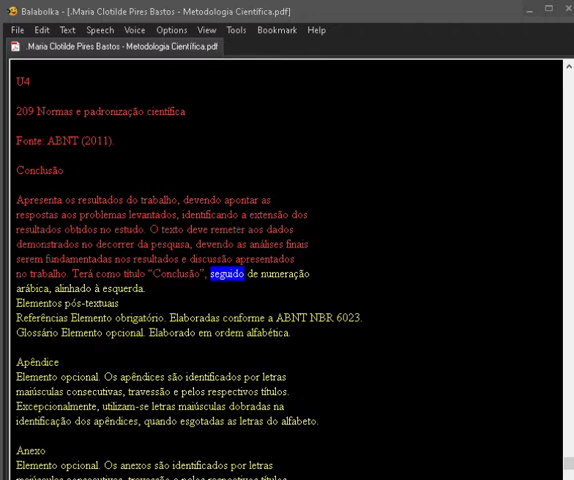 Balabolka - [.Maria Clotilde Pires Bastos - Metodologia Científica.pdf]
File Edit Text Speech Voice Options View Tools Bookmark Help
.Maria Clotilde Pires Bastos - Metodologia Científica.pdf
U4
209 Normas e padronização científica
Fonte: ABNT (2011).
Conclusão
Apresenta os resultados do trabalho, devendo apontar as
respostas aos problemas levantados, identificando a extensão dos
resultados obtidos no estudo. O texto deve remeter aos dados
demonstrados no decorrer da pesquisa, devendo as análises finais
serem fundamentadas nos resultados e discussão apresentados
no trabalho. Terá como título "Conclusão", seguido de numeração
arábica, alinhado à esquerda.
Elementos pós-textuais
Referências Elemento obrigatório. Elaboradas conforme a ABNT NBR 6023.
Glossário Elemento opcional. Elaborado em ordem alfabética.
Apêndice
Elemento opcional. Os apêndices são identificados por letras
maiúsculas consecutivas, travessão e pelos respectivos títulos.
Excepcionalmente, utilizam-se letras maiúsculas dobradas na
identificação dos apêndices, quando esgotadas as letras do alfabeto.
Anexo
Elemento opcional. Os anexos são identificados por letras
maiúsculas consecutivas, travessão e pelos respectivos títulos.